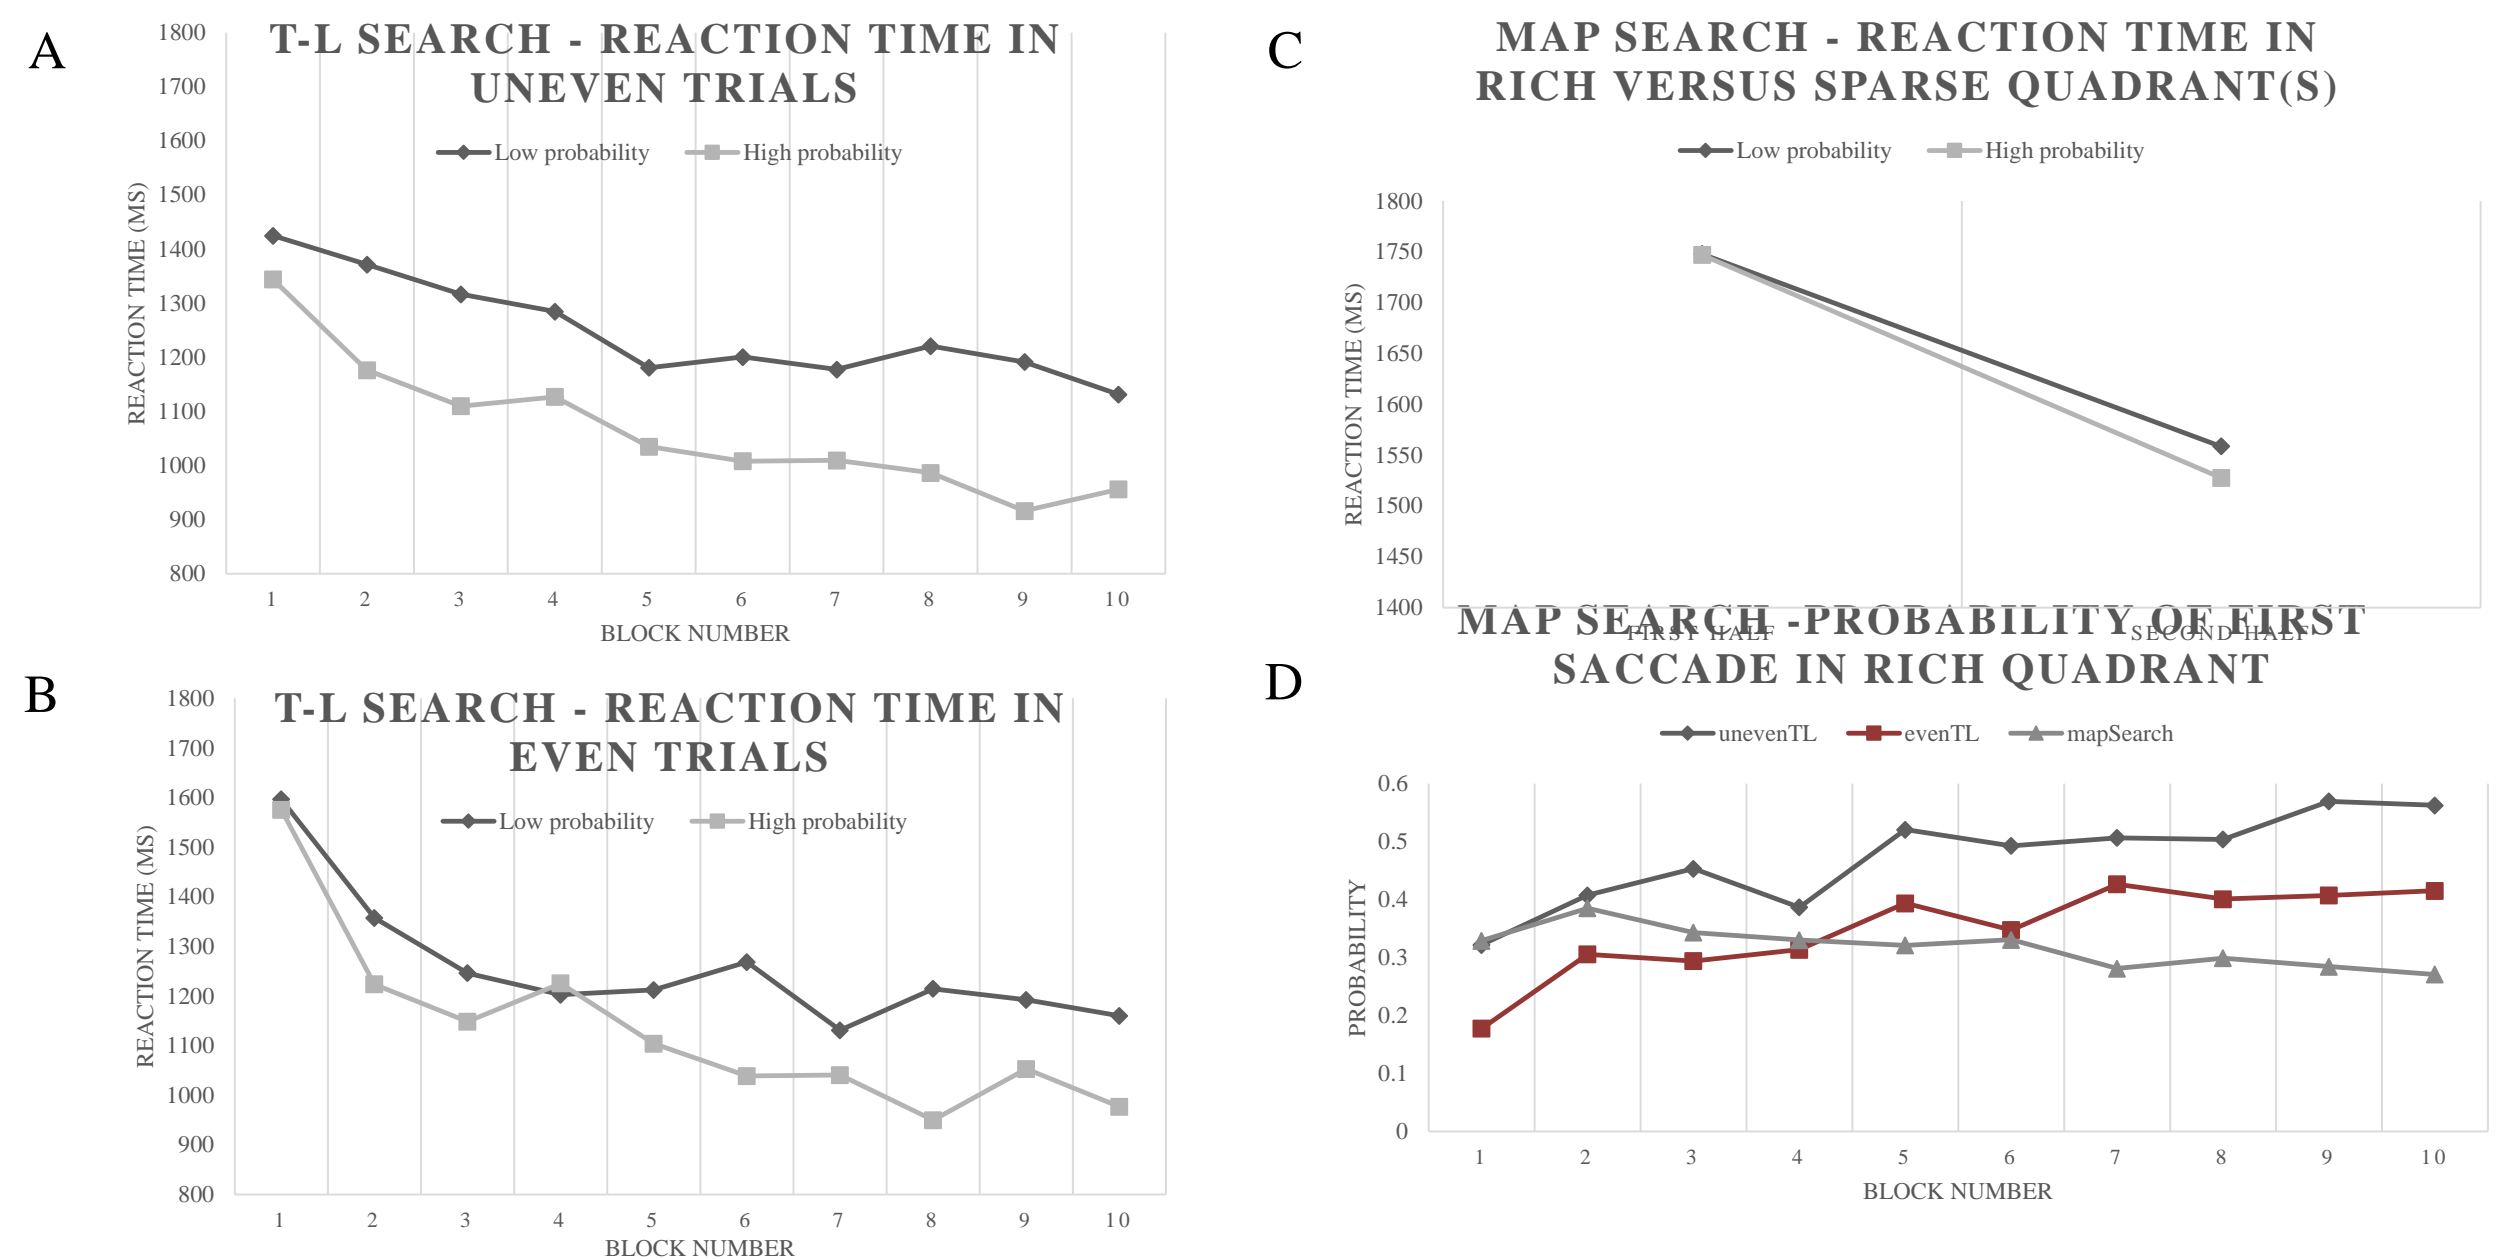 A
T-L SEARCH - REACTION TIME IN
UNEVEN TRIALS
Low probability High probability
REACTION TIME (MS)
1800
1700
1600
1500
1400
1300
1200
1100
1000
900
800
1 2 3 4 5 6 7 8 9 10
BLOCK NUMBER
B
T-L SEARCH - REACTION TIME IN
EVEN TRIALS
Low probability High probability
REACTION TIME (MS)
1800
1700
1600
1500
1400
1300
1200
1100
1000
900
800
1 2 3 4 5 6 7 8 9 10
BLOCK NUMBER
C
MAP SEARCH - REACTION TIME IN
RICH VERSUS SPARSE QUADRANT(S)
Low probability High probability
REACTION TIME (MS)
1800
1750
1700
1650
1600
1550
1500
1450
1400
FIRST HALF SECOND HALF
D
MAP SEARCH -PROBABILITY OF FIRST
SACCADE IN RICH QUADRANT
unevenTL evenTL mapSearch
PROBABILITY
0.6
0.5
0.4
0.3
0.2
0.1
0
1 2 3 4 5 6 7 8 9 10
BLOCK NUMBER